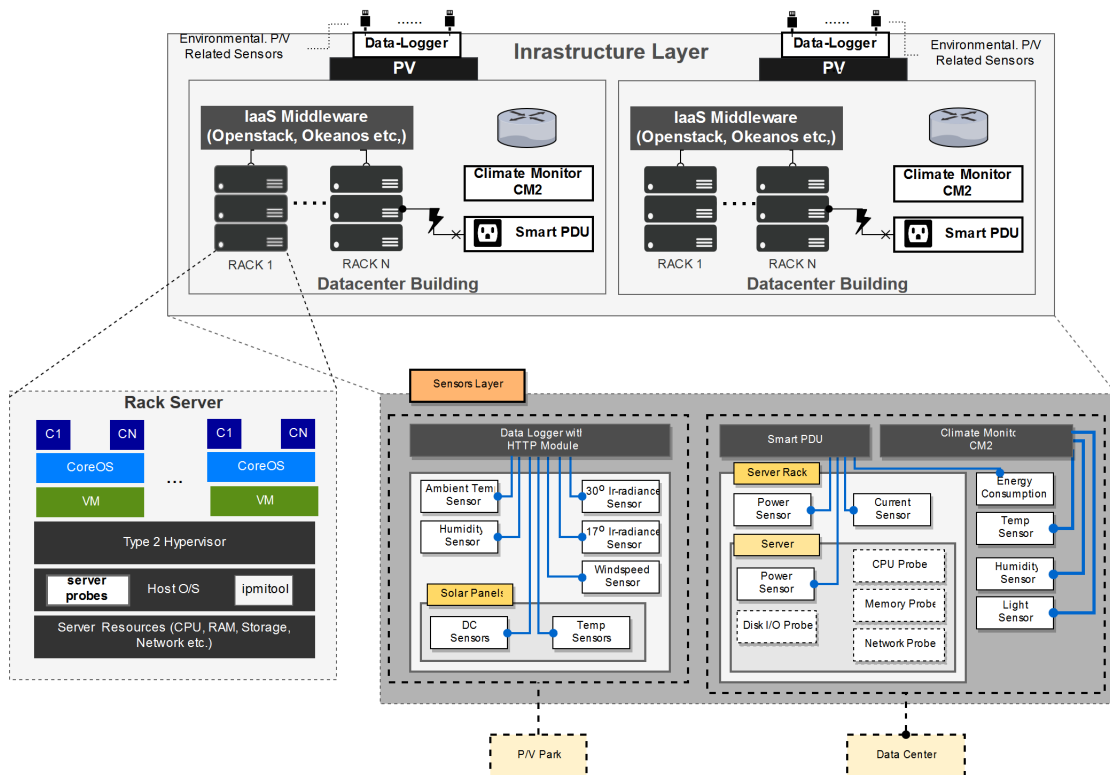 Environmental. P/V
Related Sensors
......
Data-Logger
PV
Inrastructure Layer
......
Data-Logger
PV
Environmental. P/V
Related Sensors
IaaS Middleware
(Openstack, Okeanos etc,)
Climate Monitor
CM2
Smart PDU
RACK 1
RACK N
Datacenter Building
IaaS Middleware
(Openstack, Okeanos etc,)
Climate Monitor
CM2
Smart PDU
RACK 1
RACK N
Datacenter Building
Rack Server
C1
CN
C1
CN
CoreOS
CoreOS
...
VM
VM
Type 2 Hypervisor
server
probes
Host O/S
ipmitool
Server Resources (CPU, RAM, Storage,
Network etc.)
Sensors Layer
Data Logger with
HTTP Module
Ambient Temp
Sensor
30º Ir-radiance
Sensor
Humidity
Sensor
17º Ir-radiance
Sensor
Windspeed
Sensor
Solar Panels
DC
Sensors
Temp
Sensors
Smart PDU
Climate Monito
CM2
Server Rack
Power
Sensor
Current
Sensor
Energy
Consumption
Temp
Sensor
Server
Power
Sensor
CPU Probe
Humidity
Sensor
Memory Probe
Light
Sensor
Disk I/O Probe
Network Probe
P/V Park
Data Center